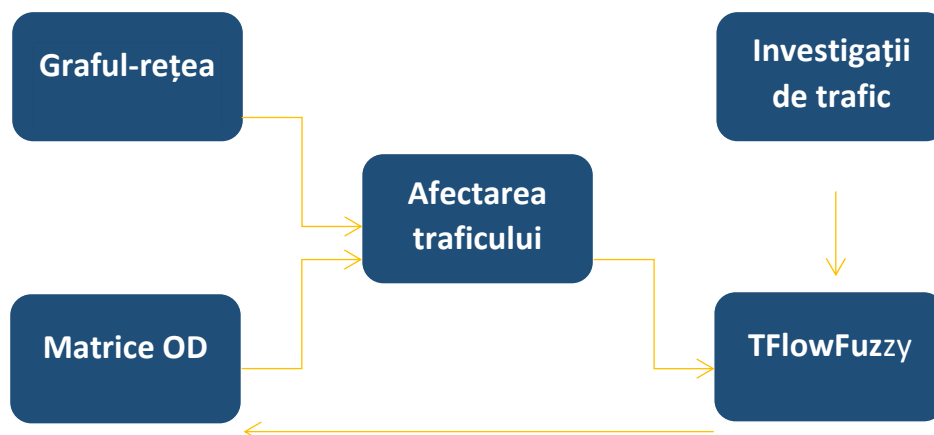 Graful-rețea
Investigații
de trafic
Afectarea
traficului
Matrice OD
TFlowFuzzy